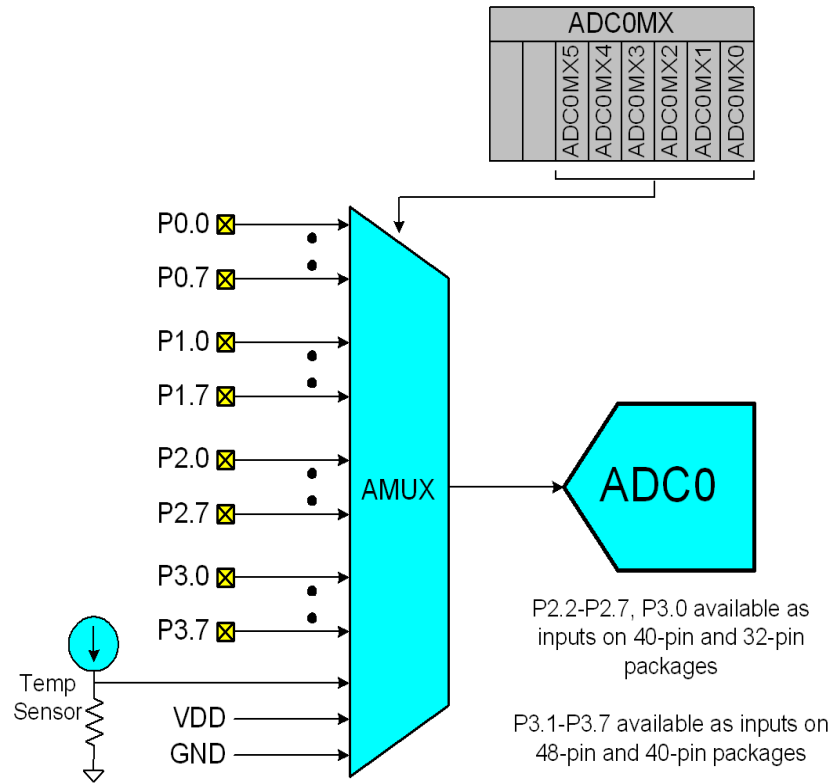 ADC0MX
ADC0MX5
ADC0MX4
ADC0MX3
ADC0MX2
ADC0MX1
ADC0MX0
P0.0
P0.7
P1.0
P1.7
P2.0
P2.7
P3.0
P3.7
Temp
Sensor
VDD
GND
AMUX
ADC0
P2.2-P2.7, P3.0 available as
inputs on 40-pin and 32-pin
packages
P3.1-P3.7 available as inputs on
48-pin and 40-pin packages